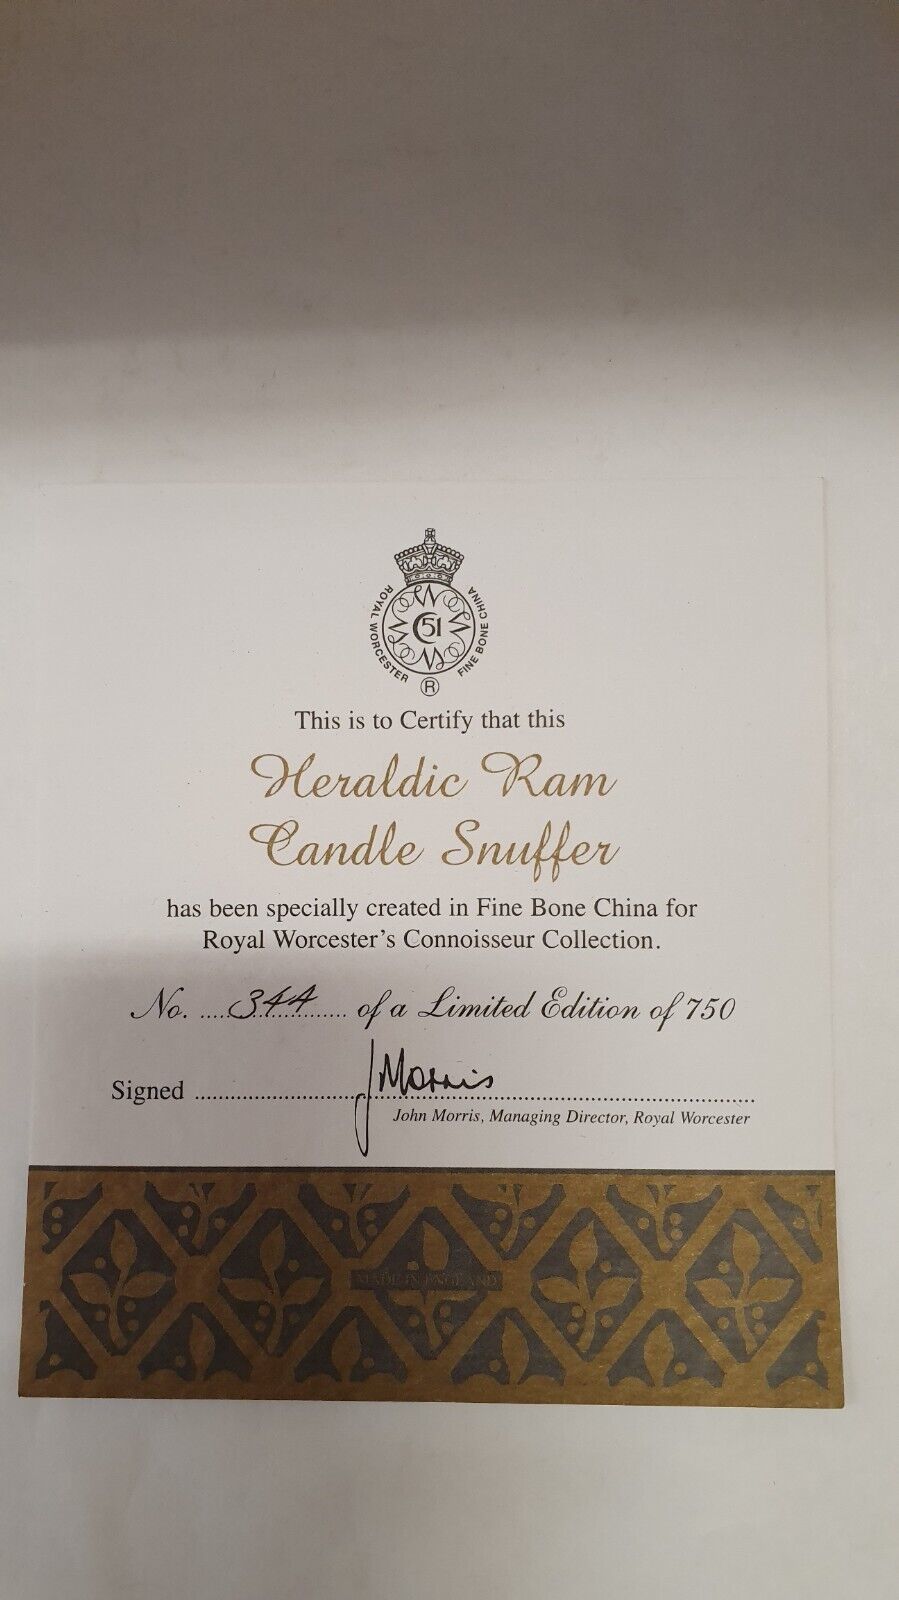 ROYAL WORCESTER
FINE BONE CHINA
51
®
This is to Certify that this
Heraldic Ram
Candle Snuffer
has been specially created in Fine Bone China for
Royal Worcester's Connoisseur Collection.
No. ....344.... of a Limited Edition of 750
Signed ........ J Morris ........
John Morris, Managing Director, Royal Worcester
MADE IN ENGLAND